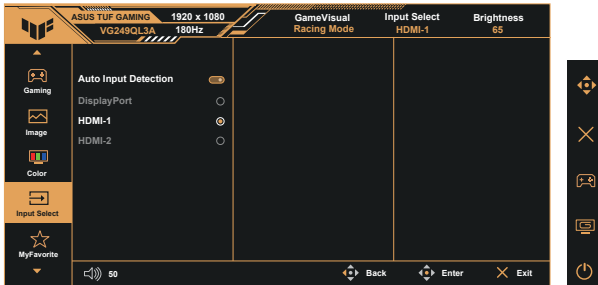 ASUS TUF GAMING 1920 x 1080
VG249QL3A 180Hz
GameVisual
Racing Mode
Input Select
HDMI-1
Brightness
65
Gaming
Image
Color
Input Select
MyFavorite
Auto Input Detection
DisplayPort
HDMI-1
HDMI-2
50
Back
Enter
Exit